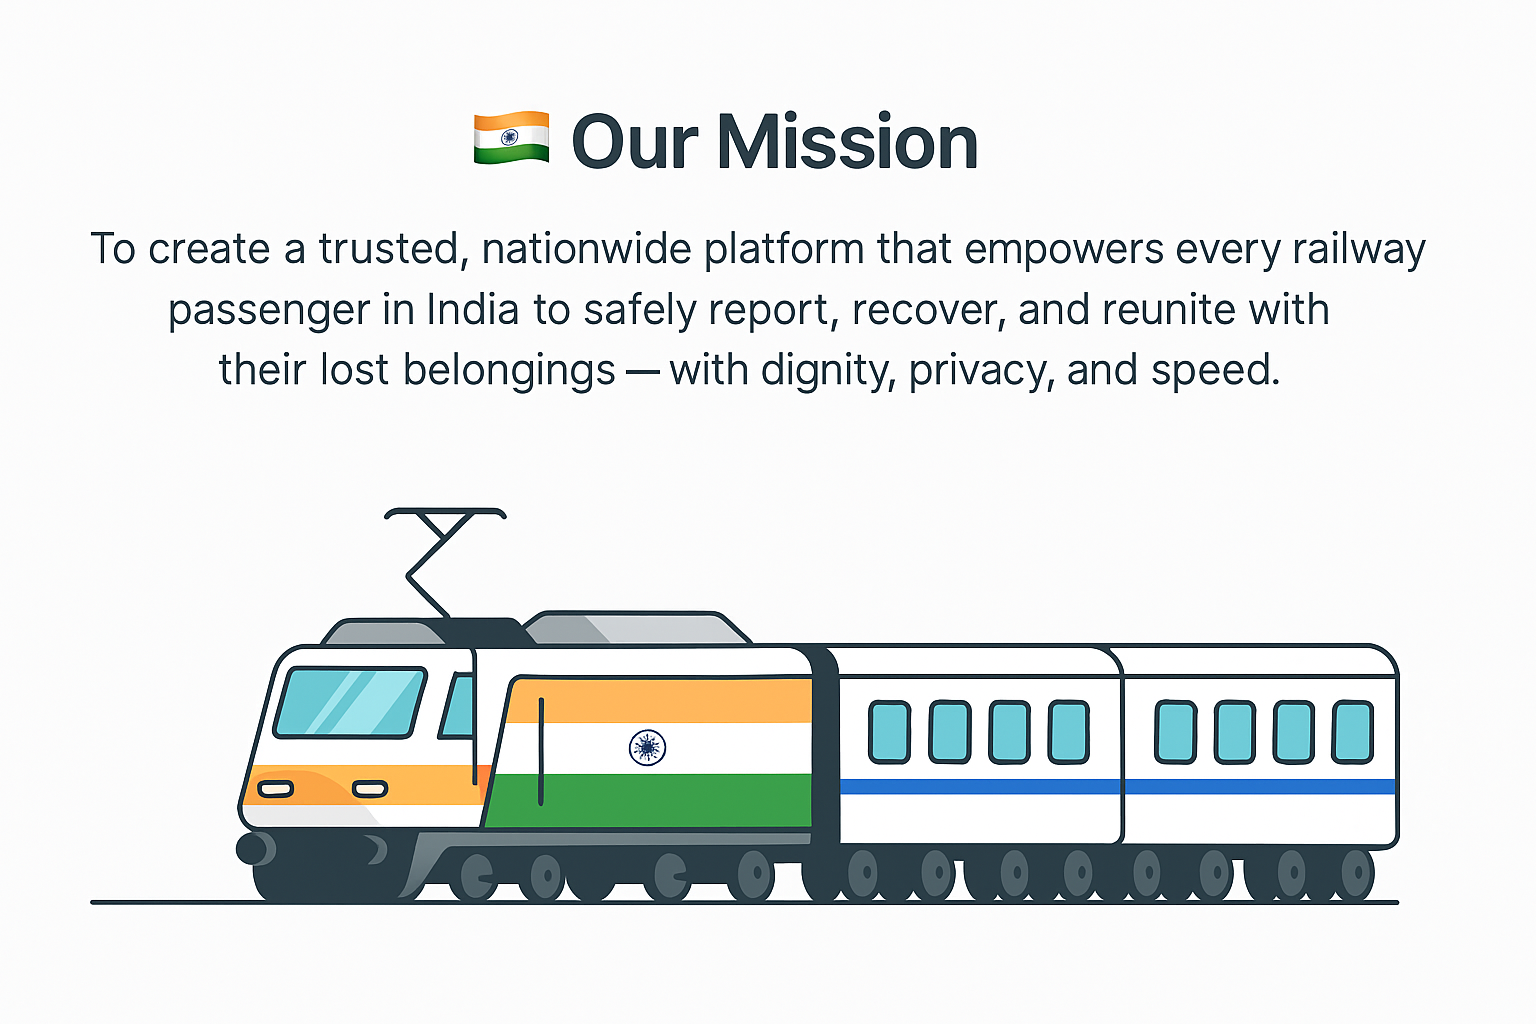 🇮🇳 Our Mission
To create a trusted, nationwide platform that empowers every railway
passenger in India to safely report, recover, and reunite with
their lost belongings — with dignity, privacy, and speed.